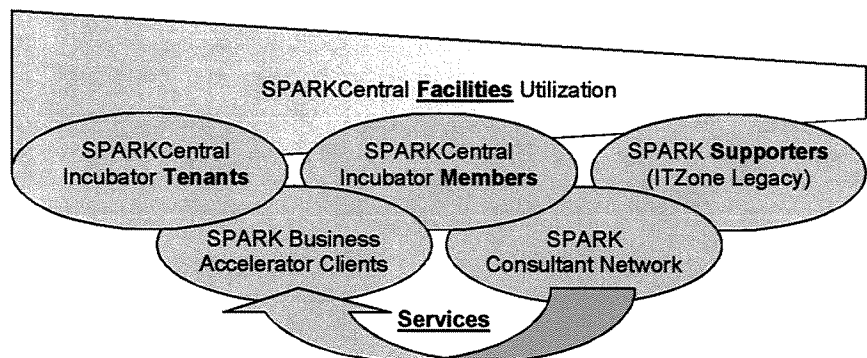 SPARKCentral Facilities Utilization
SPARKCentral
Incubator Tenants
SPARKCentral
Incubator Members
SPARK Supporters
(ITZone Legacy)
SPARK Business
Accelerator Clients
SPARK
Consultant Network
Services